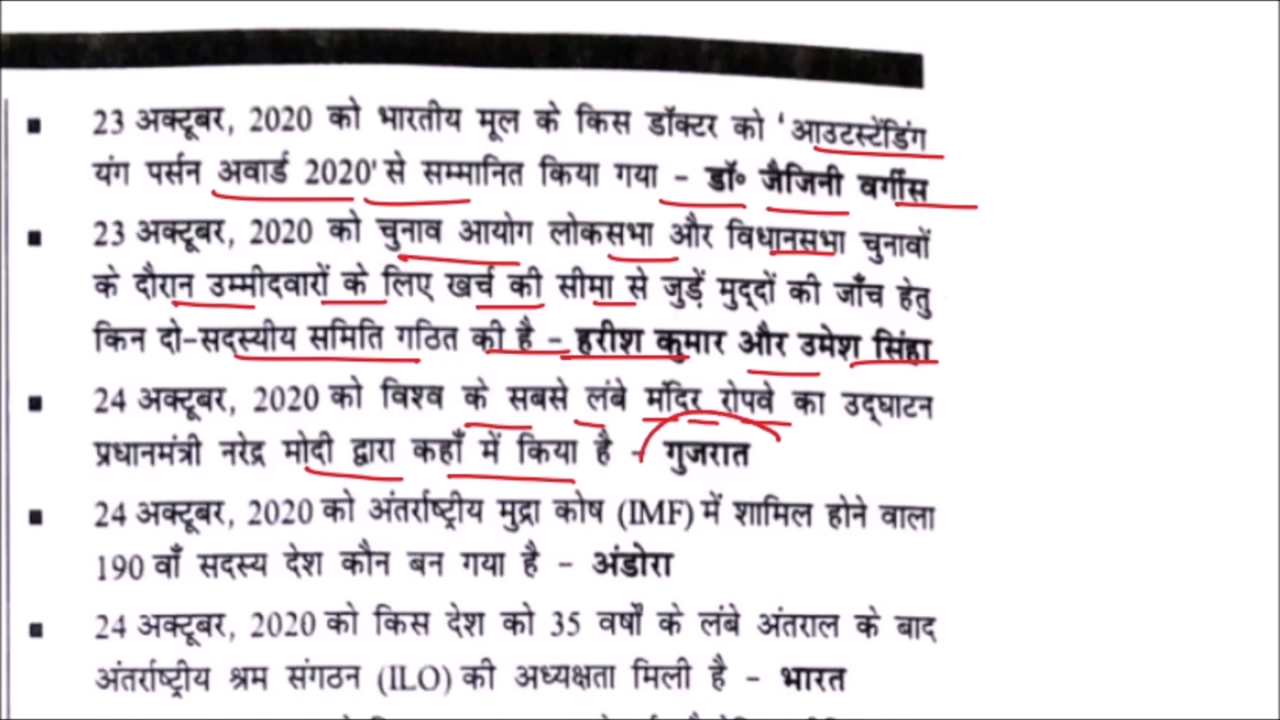 23 अक्टूबर, 2020 को भारतीय मूल के किस डॉक्टर को 'आउटस्टेंडिंग
यंग पर्सन अवार्ड 2020' से सम्मानित किया गया - डॉ० जैजिनी वर्गीस
23 अक्टूबर, 2020 को चुनाव आयोग लोकसभा और विधानसभा चुनावों
के दौरान उम्मीदवारों के लिए खर्च की सीमा से जुड़ें मुद्दों की जाँच हेतु
किन दो-सदस्यीय समिति गठित की है - हरीश कुमार और उमेश सिंहा
24 अक्टूबर, 2020 को विश्व के सबसे लंबे मंदिर रोपवे का उद्घाटन
प्रधानमंत्री नरेद्र मोदी द्वारा कहाँ में किया है - गुजरात
24 अक्टूबर, 2020 को अंतर्राष्ट्रीय मुद्रा कोष (IMF) में शामिल होने वाला
190 वाँ सदस्य देश कौन बन गया है - अंडोरा
24 अक्टूबर, 2020 को किस देश को 35 वर्षों के लंबे अंतराल के बाद
अंतर्राष्ट्रीय श्रम संगठन (ILO) की अध्यक्षता मिली है - भारत